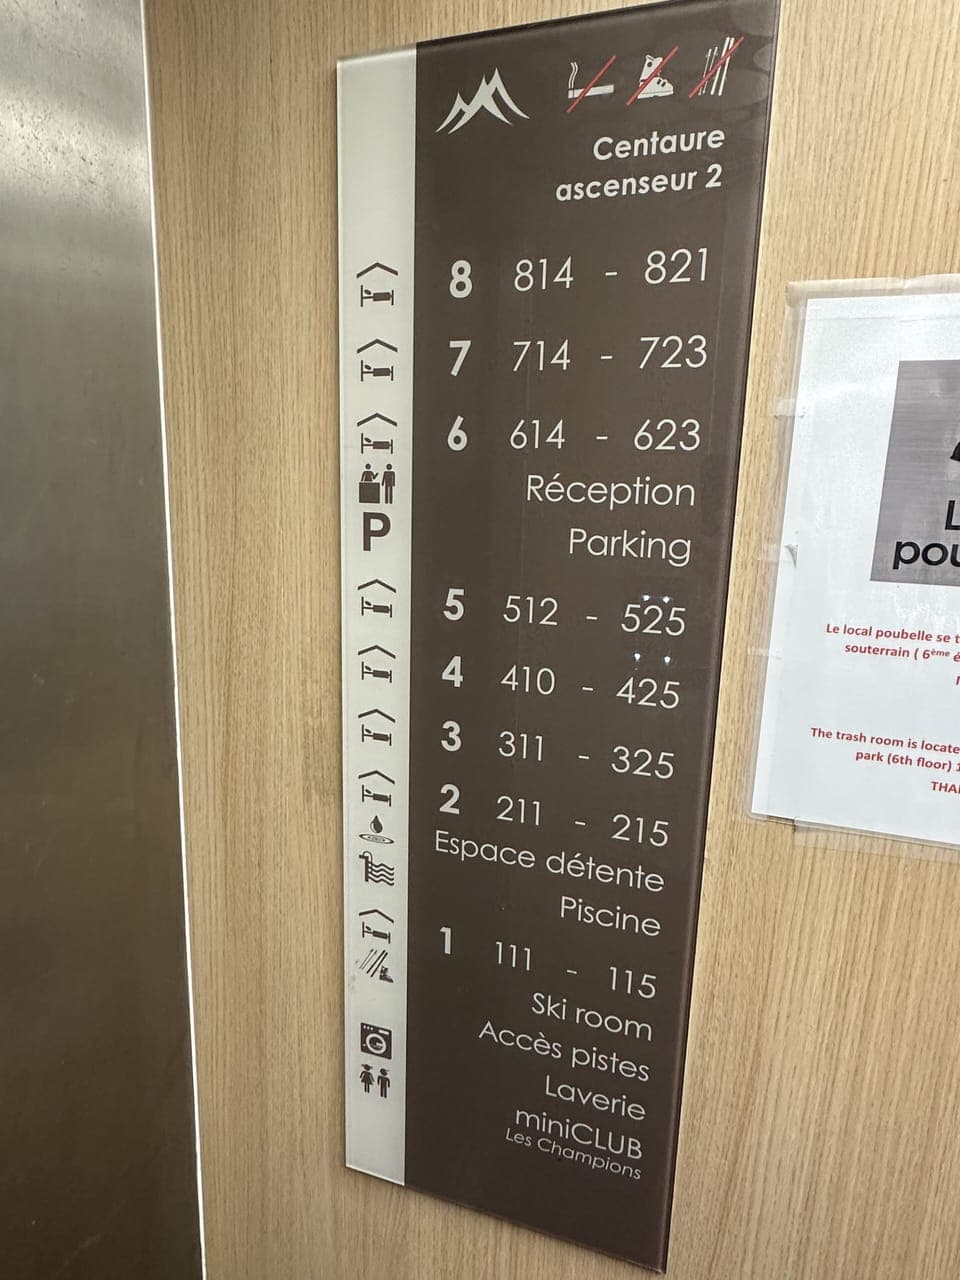 Centaure
ascenseur 2
8 814 - 821
7 714 - 723
6 614 - 623
Réception
P Parking
5 512 - 525
4 410 - 425
3 311 - 325
2 211 - 215
Espace détente
Piscine
1 111 - 115
Ski room
Accès pistes
Laverie
miniCLUB
Les Champions
Le local poubelle se
souterrain ( 6ème
The trash room is
park (6th floor)